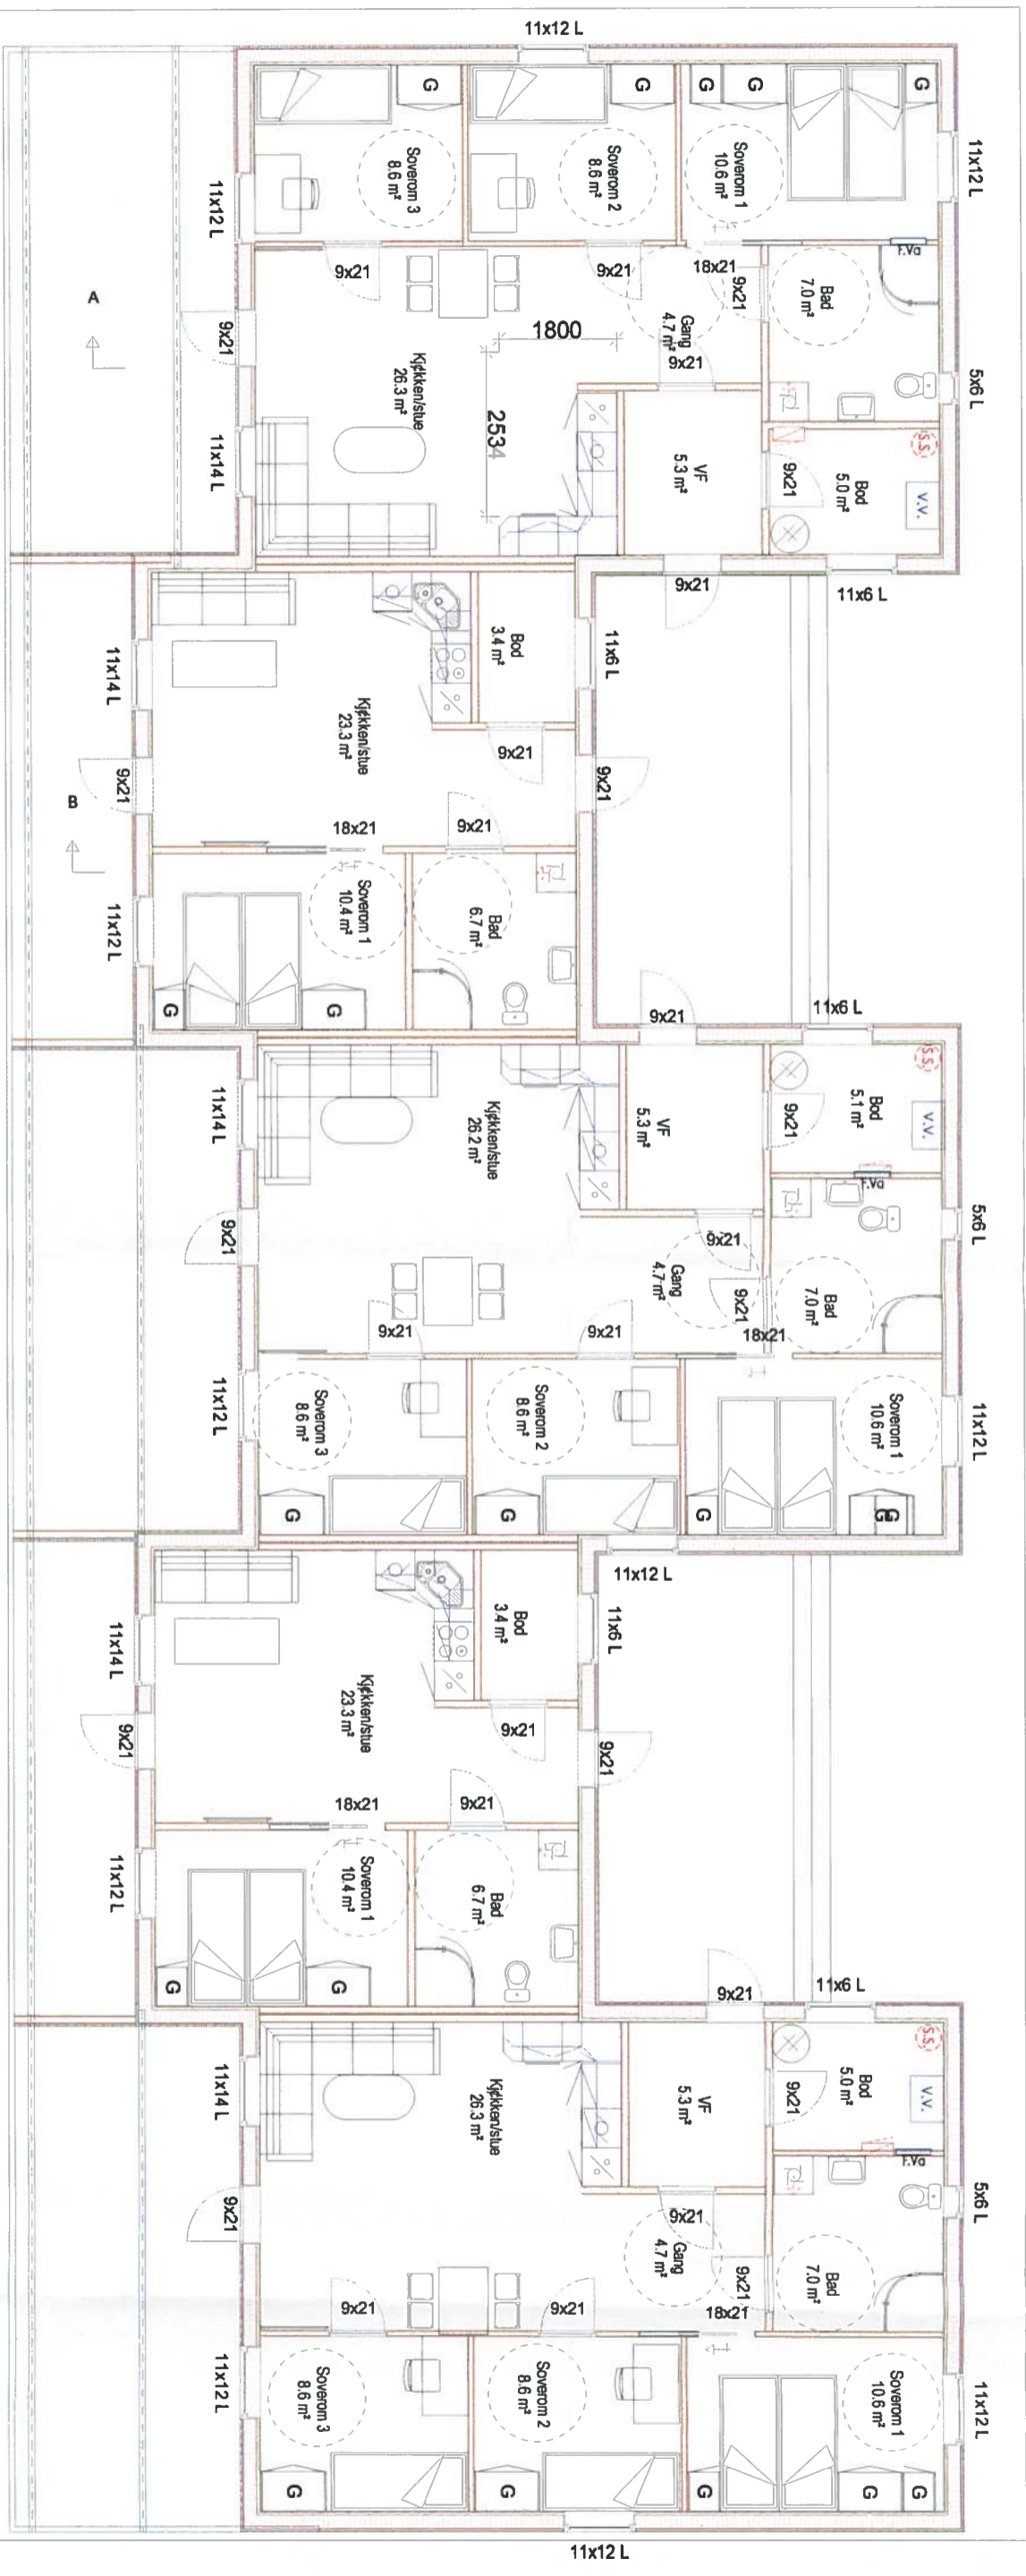 11x12 L
G
G
G
G
G
11x12 L
Soverom 3
8.6 m²
Soverom 2
8.6 m²
Soverom 1
10.6 m²
11x12 L
9x21
9x21
18x21
9x21
F.Va
Bad
7.0 m²
A
9x21
1800
Gang
4.7 m²
9x21
5x6 L
Kjøkken/stue
26.3 m²
11x14 L
2534
VF
5.3 m²
9x21
Bod
5.0 m²
S.S.
V.V.
9x21
11x6 L
Bod
3.4 m²
11x6 L
11x14 L
Kjøkken/stue
23.3 m²
9x21
9x21
9x21
B
18x21
9x21
11x12 L
Soverom 1
10.4 m²
Bad
6.7 m²
G
G
9x21
11x6 L
S.S.
11x14 L
Kjøkken/stue
26.2 m²
VF
5.3 m²
9x21
Bod
5.1 m²
V.V.
F.Va
9x21
9x21
Gang
4.7 m²
9x21
Bad
7.0 m²
5x6 L
9x21
9x21
18x21
11x12 L
Soverom 3
8.6 m²
Soverom 2
8.6 m²
Soverom 1
10.6 m²
11x12 L
G
G
G
G
G
11x12 L
Bod
3.4 m²
11x6 L
11x14 L
Kjøkken/stue
23.3 m²
9x21
9x21
9x21
18x21
9x21
11x12 L
Soverom 1
10.4 m²
Bad
6.7 m²
G
G
9x21
11x6 L
S.S.
11x14 L
Kjøkken/stue
26.3 m²
VF
5.3 m²
9x21
Bod
5.0 m²
V.V.
F.Va
9x21
9x21
Gang
4.7 m²
9x21
Bad
7.0 m²
5x6 L
9x21
9x21
18x21
11x12 L
Soverom 3
8.6 m²
Soverom 2
8.6 m²
Soverom 1
10.6 m²
11x12 L
G
G
G
G
G
11x12 L